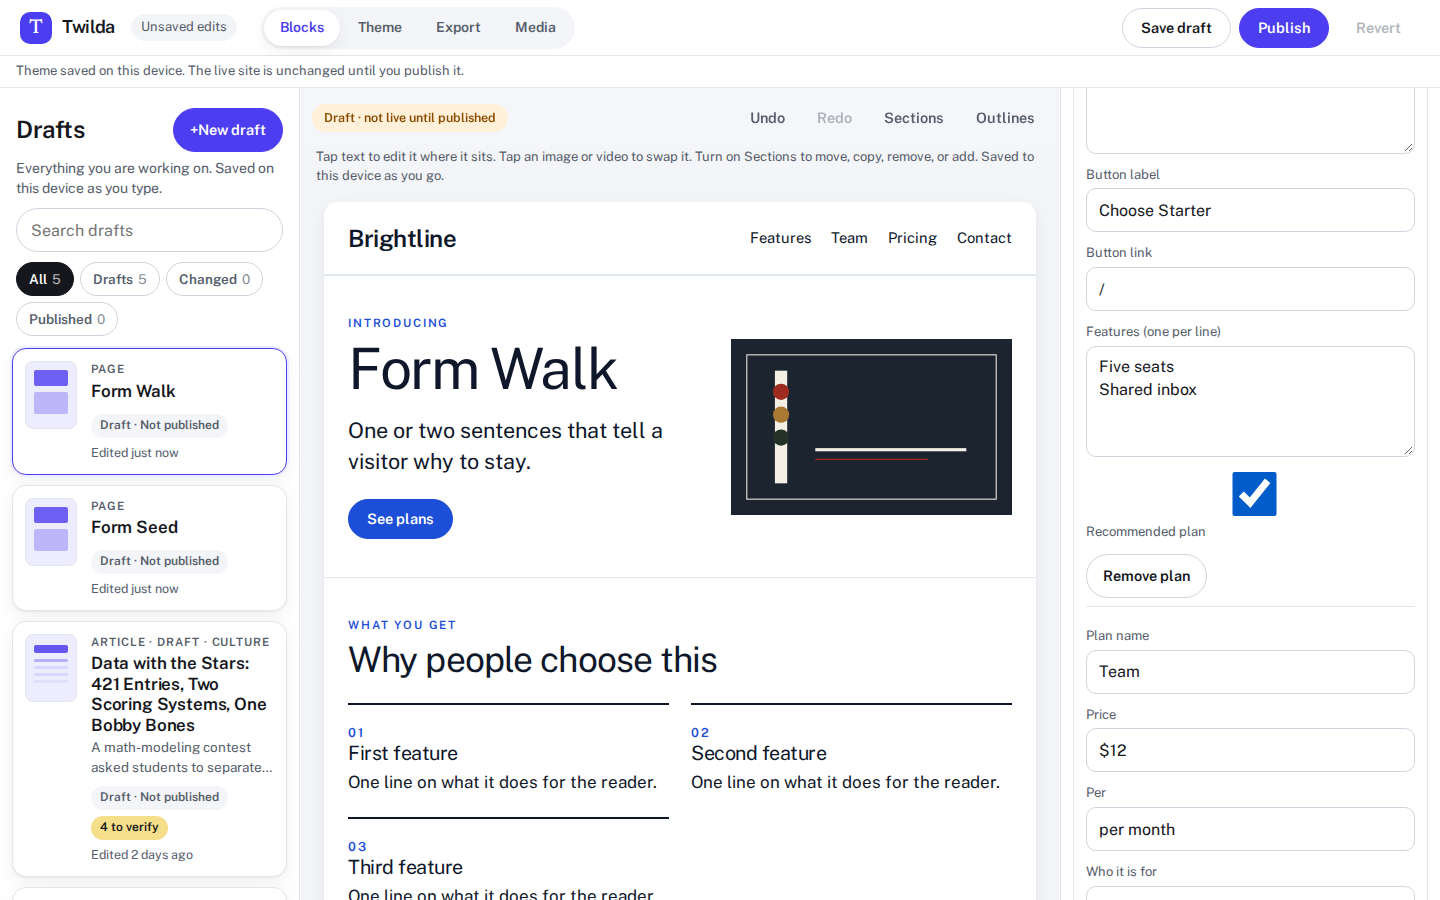 T Twilda
Unsaved edits
Blocks
Theme
Export
Media
Save draft
Publish
Revert
Theme saved on this device. The live site is unchanged until you publish it.
Drafts
+New draft
Everything you are working on. Saved on
this device as you type.
Search drafts
All 5
Drafts 5
Changed 0
Published 0
PAGE
Form Walk
Draft · Not published
Edited just now
PAGE
Form Seed
Draft · Not published
Edited just now
ARTICLE · DRAFT · CULTURE
Data with the Stars:
421 Entries, Two
Scoring Systems, One
Bobby Bones
A math-modeling contest
asked students to separate...
Draft · Not published
4 to verify
Edited 2 days ago
Draft · not live until published
Undo
Redo
Sections
Outlines
Tap text to edit it where it sits. Tap an image or video to swap it. Turn on Sections to move, copy, remove, or add. Saved to
this device as you go.
Brightline
Features
Team
Pricing
Contact
INTRODUCING
Form Walk
One or two sentences that tell a
visitor why to stay.
See plans
WHAT YOU GET
Why people choose this
01
First feature
One line on what it does for the reader.
02
Second feature
One line on what it does for the reader.
03
Third feature
One line on what it does for the reader.
Button label
Choose Starter
Button link
/
Features (one per line)
Five seats
Shared inbox
Recommended plan
Remove plan
Plan name
Team
Price
$12
Per
per month
Who it is for